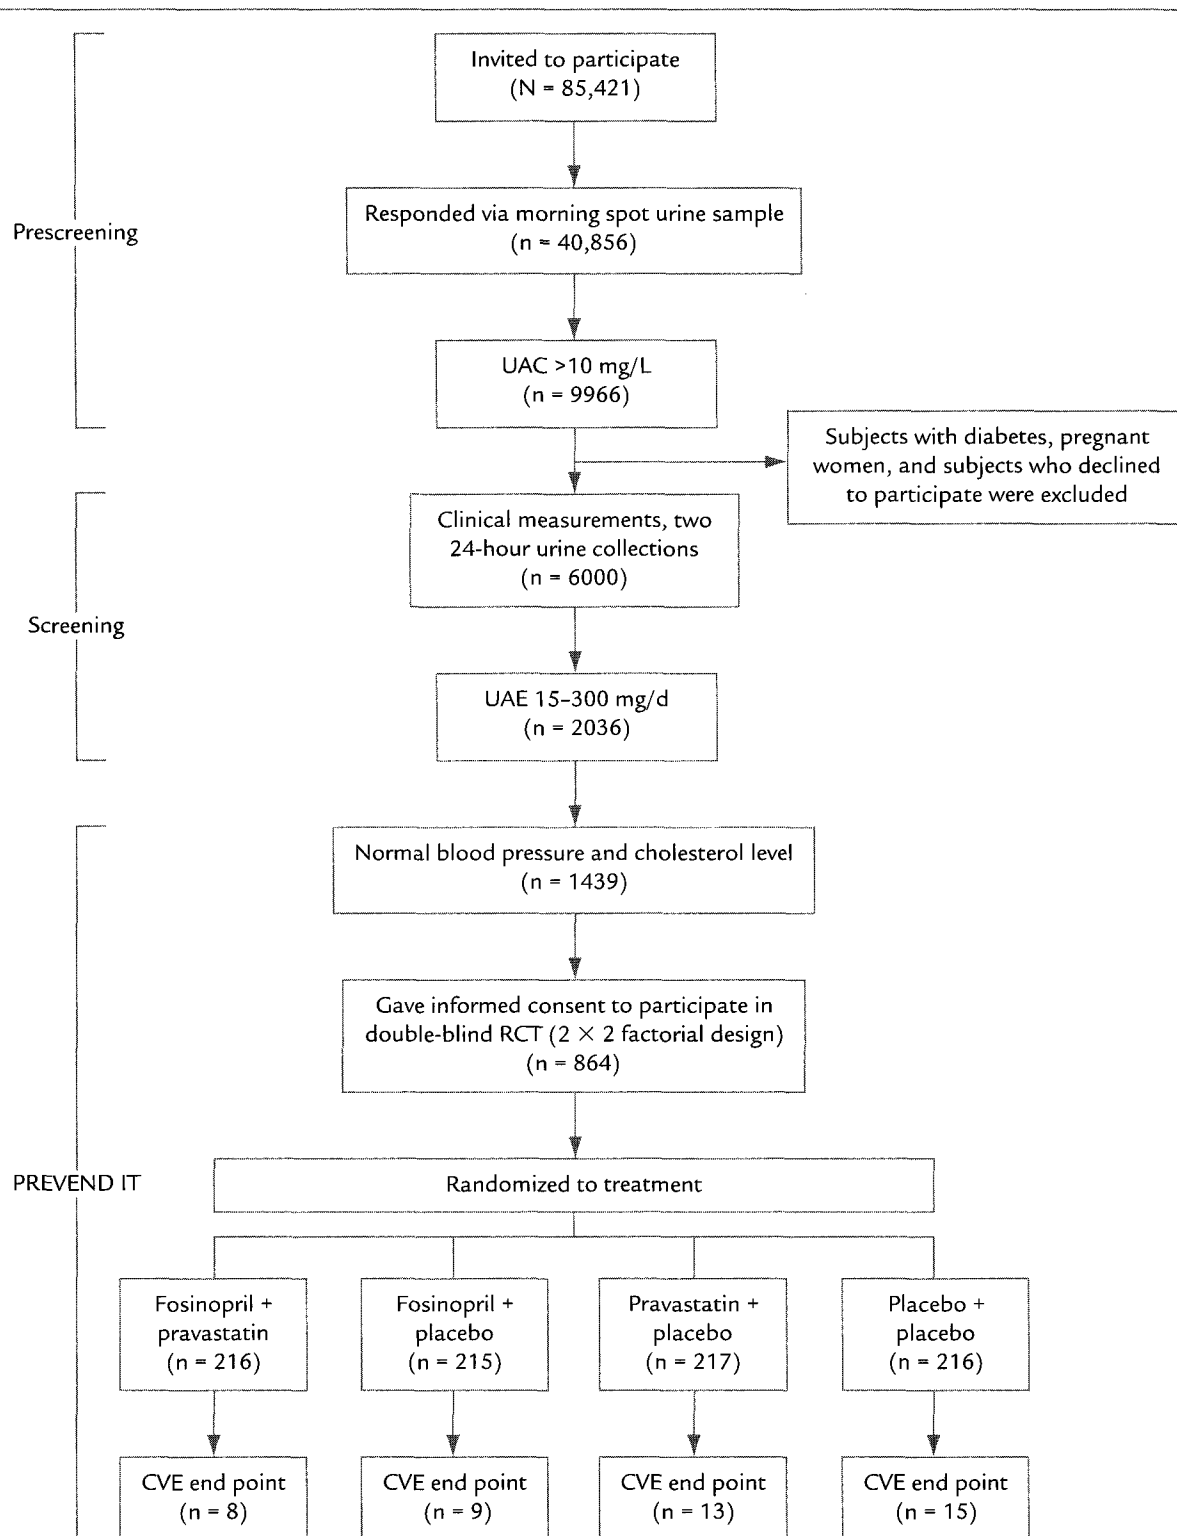 Invited to participate
(N = 85,421)
Prescreening
Responded via morning spot urine sample
(n = 40,856)
UAC >10 mg/L
(n = 9966)
Subjects with diabetes, pregnant
women, and subjects who declined
to participate were excluded
Clinical measurements, two
24-hour urine collections
(n = 6000)
Screening
UAE 15–300 mg/d
(n = 2036)
Normal blood pressure and cholesterol level
(n = 1439)
Gave informed consent to participate in
double-blind RCT (2 × 2 factorial design)
(n = 864)
PREVEND IT
Randomized to treatment
Fosinopril +
pravastatin
(n = 216)
Fosinopril +
placebo
(n = 215)
Pravastatin +
placebo
(n = 217)
Placebo +
placebo
(n = 216)
CVE end point
(n = 8)
CVE end point
(n = 9)
CVE end point
(n = 13)
CVE end point
(n = 15)